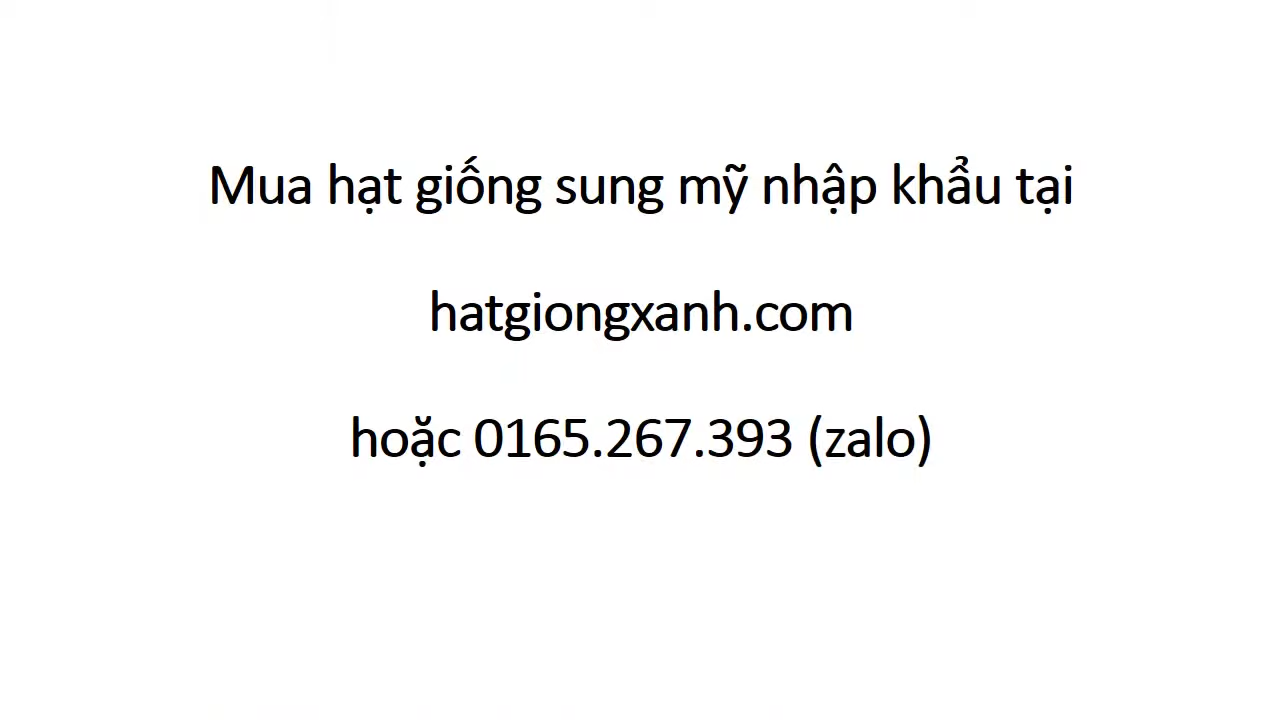 Mua hạt giống sung mỹ nhập khẩu tại
hatgiongxanh.com
hoặc 0165.267.393 (zalo)